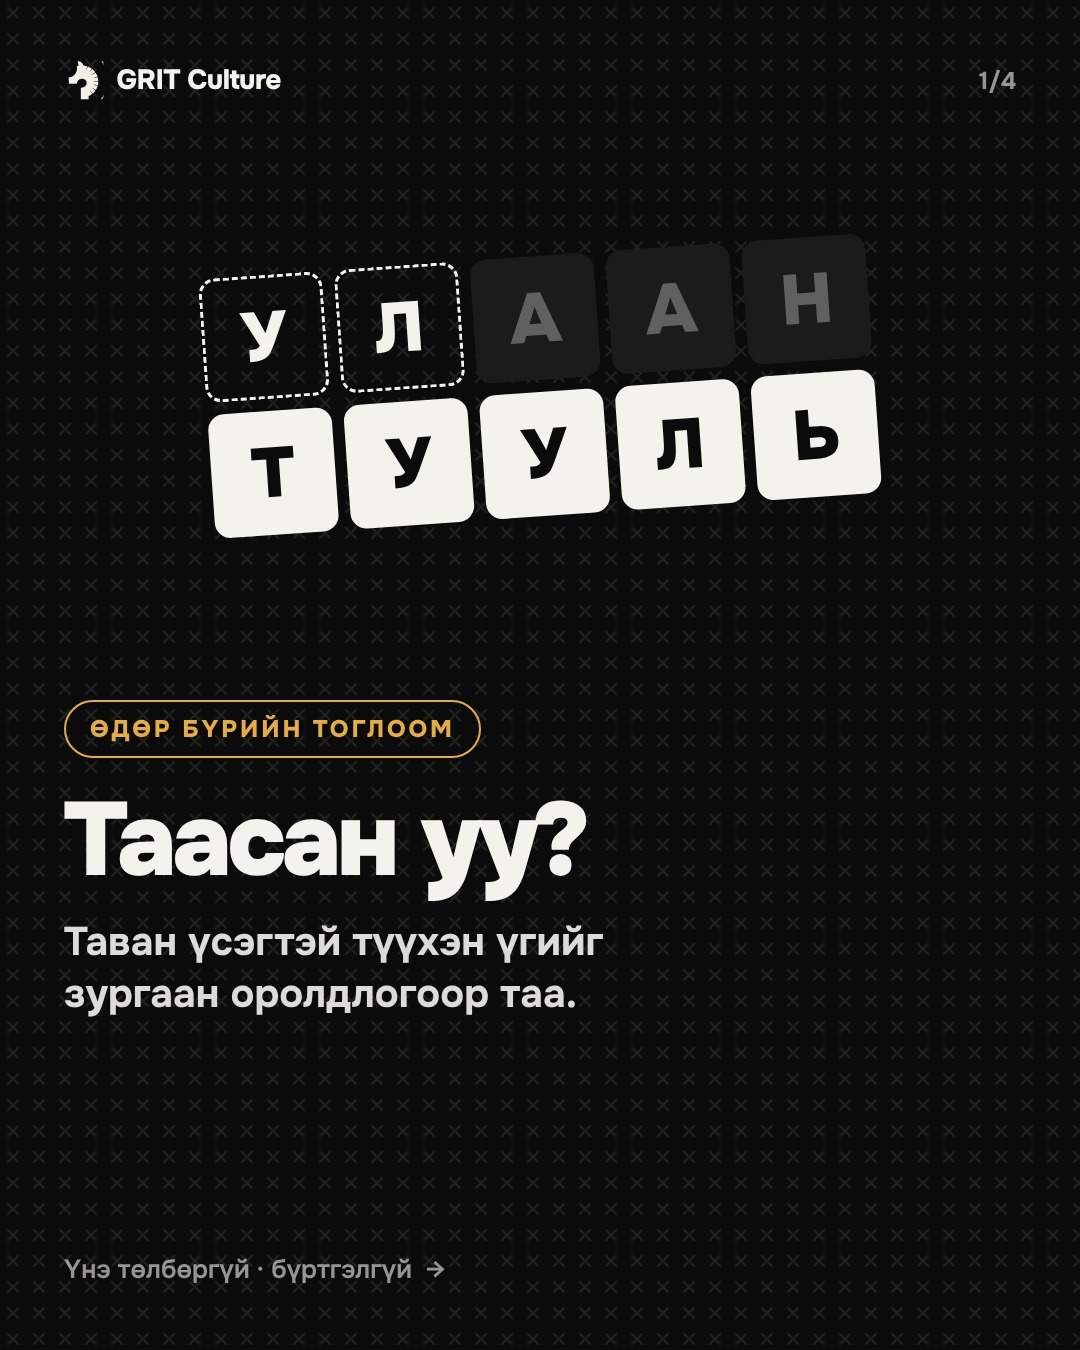 GRIT Culture
1/4
У Л А А Н
Т У У Л Ь
ӨДӨР БҮРИЙН ТОГЛООМ
Таасан уу?
Таван үсэгтэй түүхэн үгийг
зургаан оролдлогоор таа.
Үнэ төлбөргүй · бүртгэлгүй →